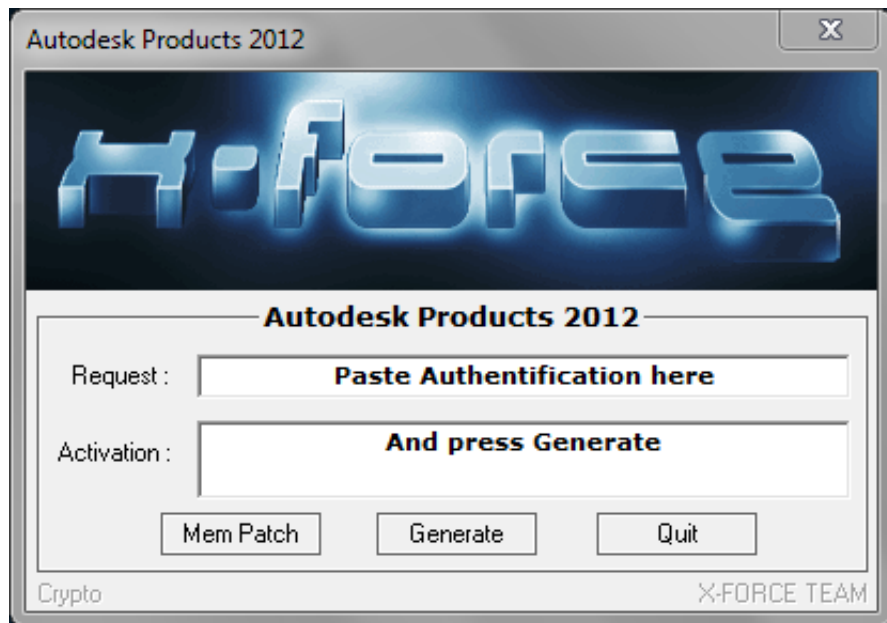 Autodesk Products 2012
x-force
Autodesk Products 2012
Request :
Paste Authentification here
Activation :
And press Generate
Mem Patch
Generate
Quit
Crypto
X-FORCE TEAM